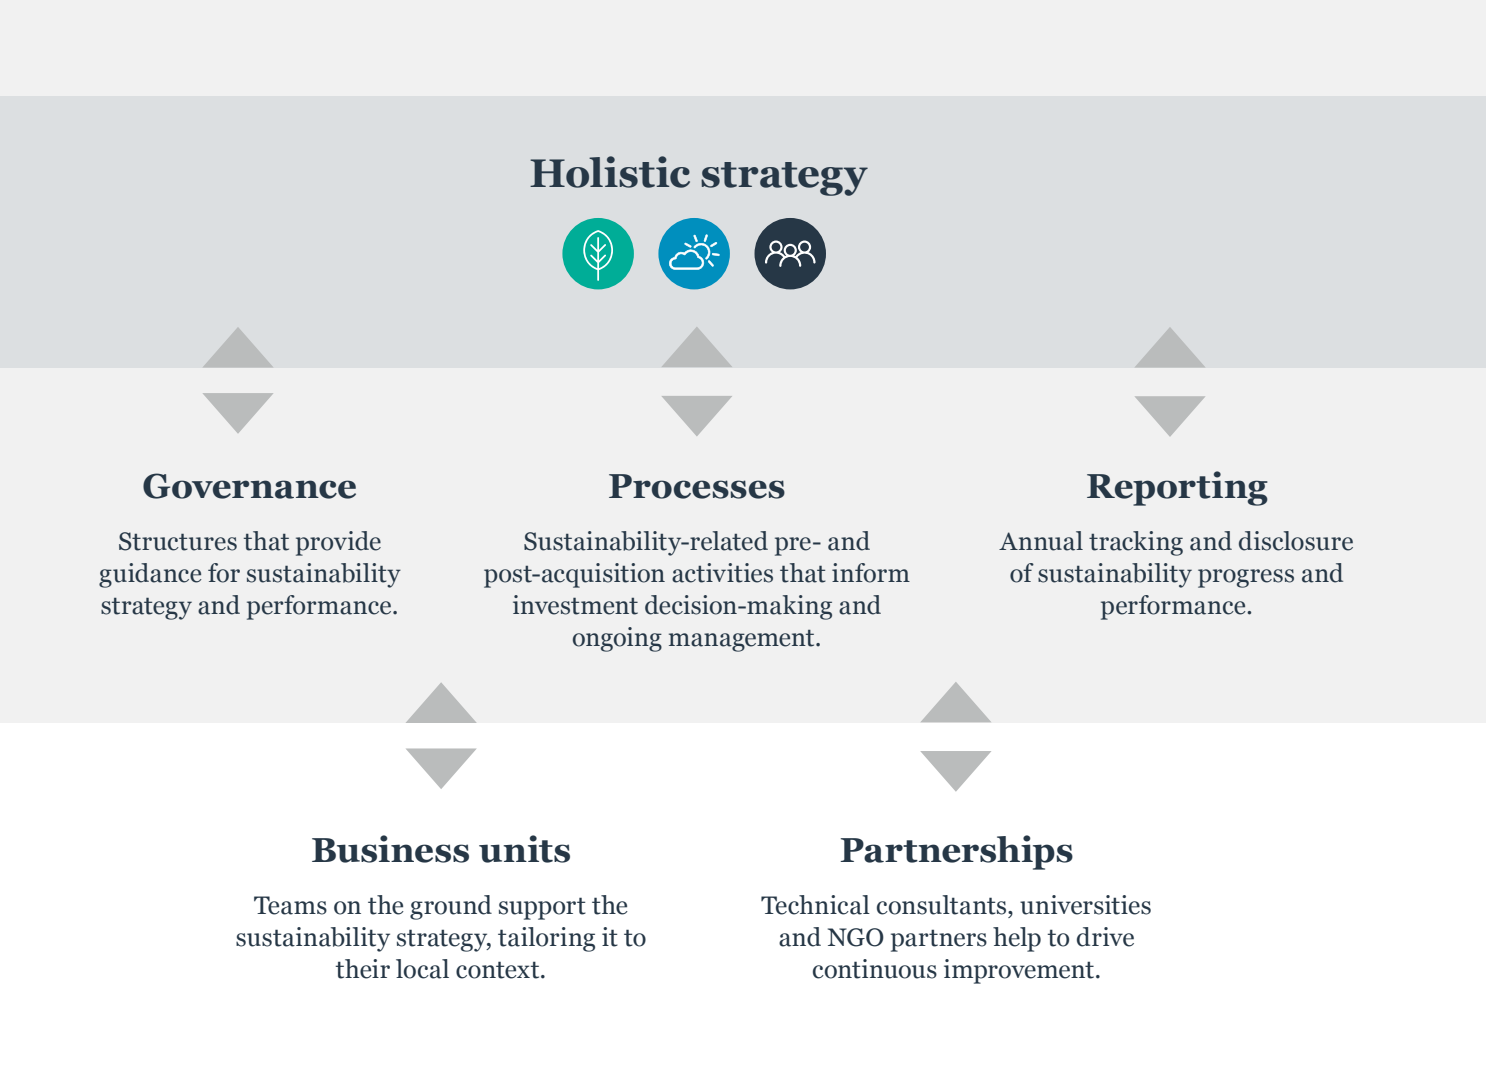 Holistic strategy
Governance
Structures that provide
guidance for sustainability
strategy and performance.
Processes
Sustainability-related pre- and
post-acquisition activities that inform
investment decision-making and
ongoing management.
Reporting
Annual tracking and disclosure
of sustainability progress and
performance.
Business units
Teams on the ground support the
sustainability strategy, tailoring it to
their local context.
Partnerships
Technical consultants, universities
and NGO partners help to drive
continuous improvement.